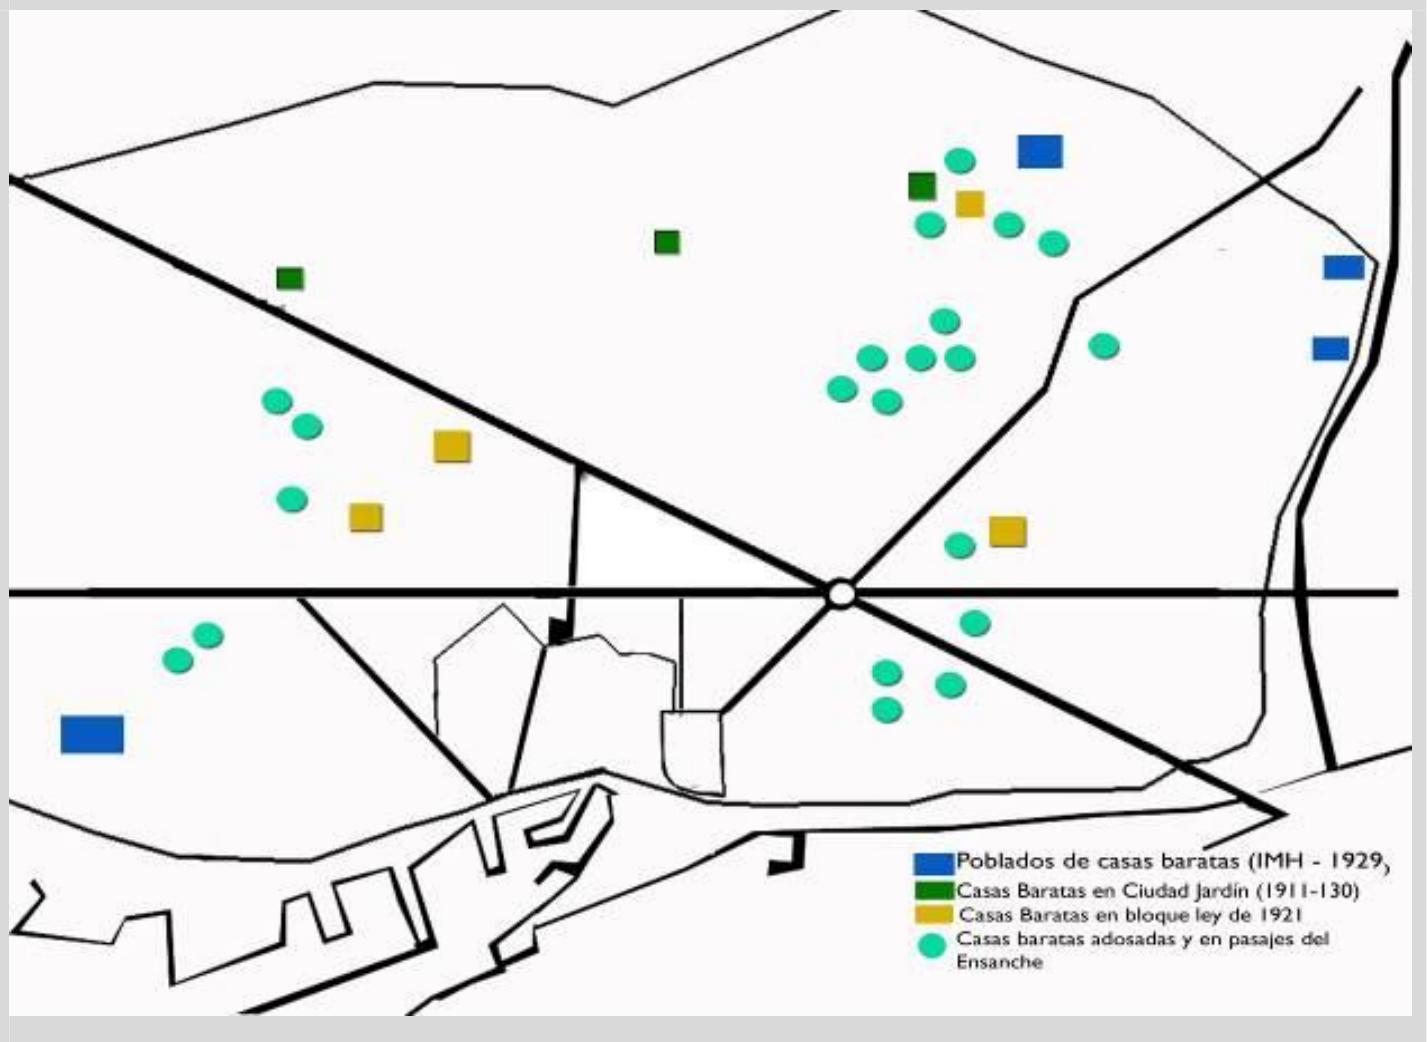 Poblados de casas baratas (IMH - 1929)
Casas Baratas en Ciudad Jardín (1911-130)
Casas Baratas en bloque ley de 1921
Casas baratas adosadas y en pasajes del
Ensanche